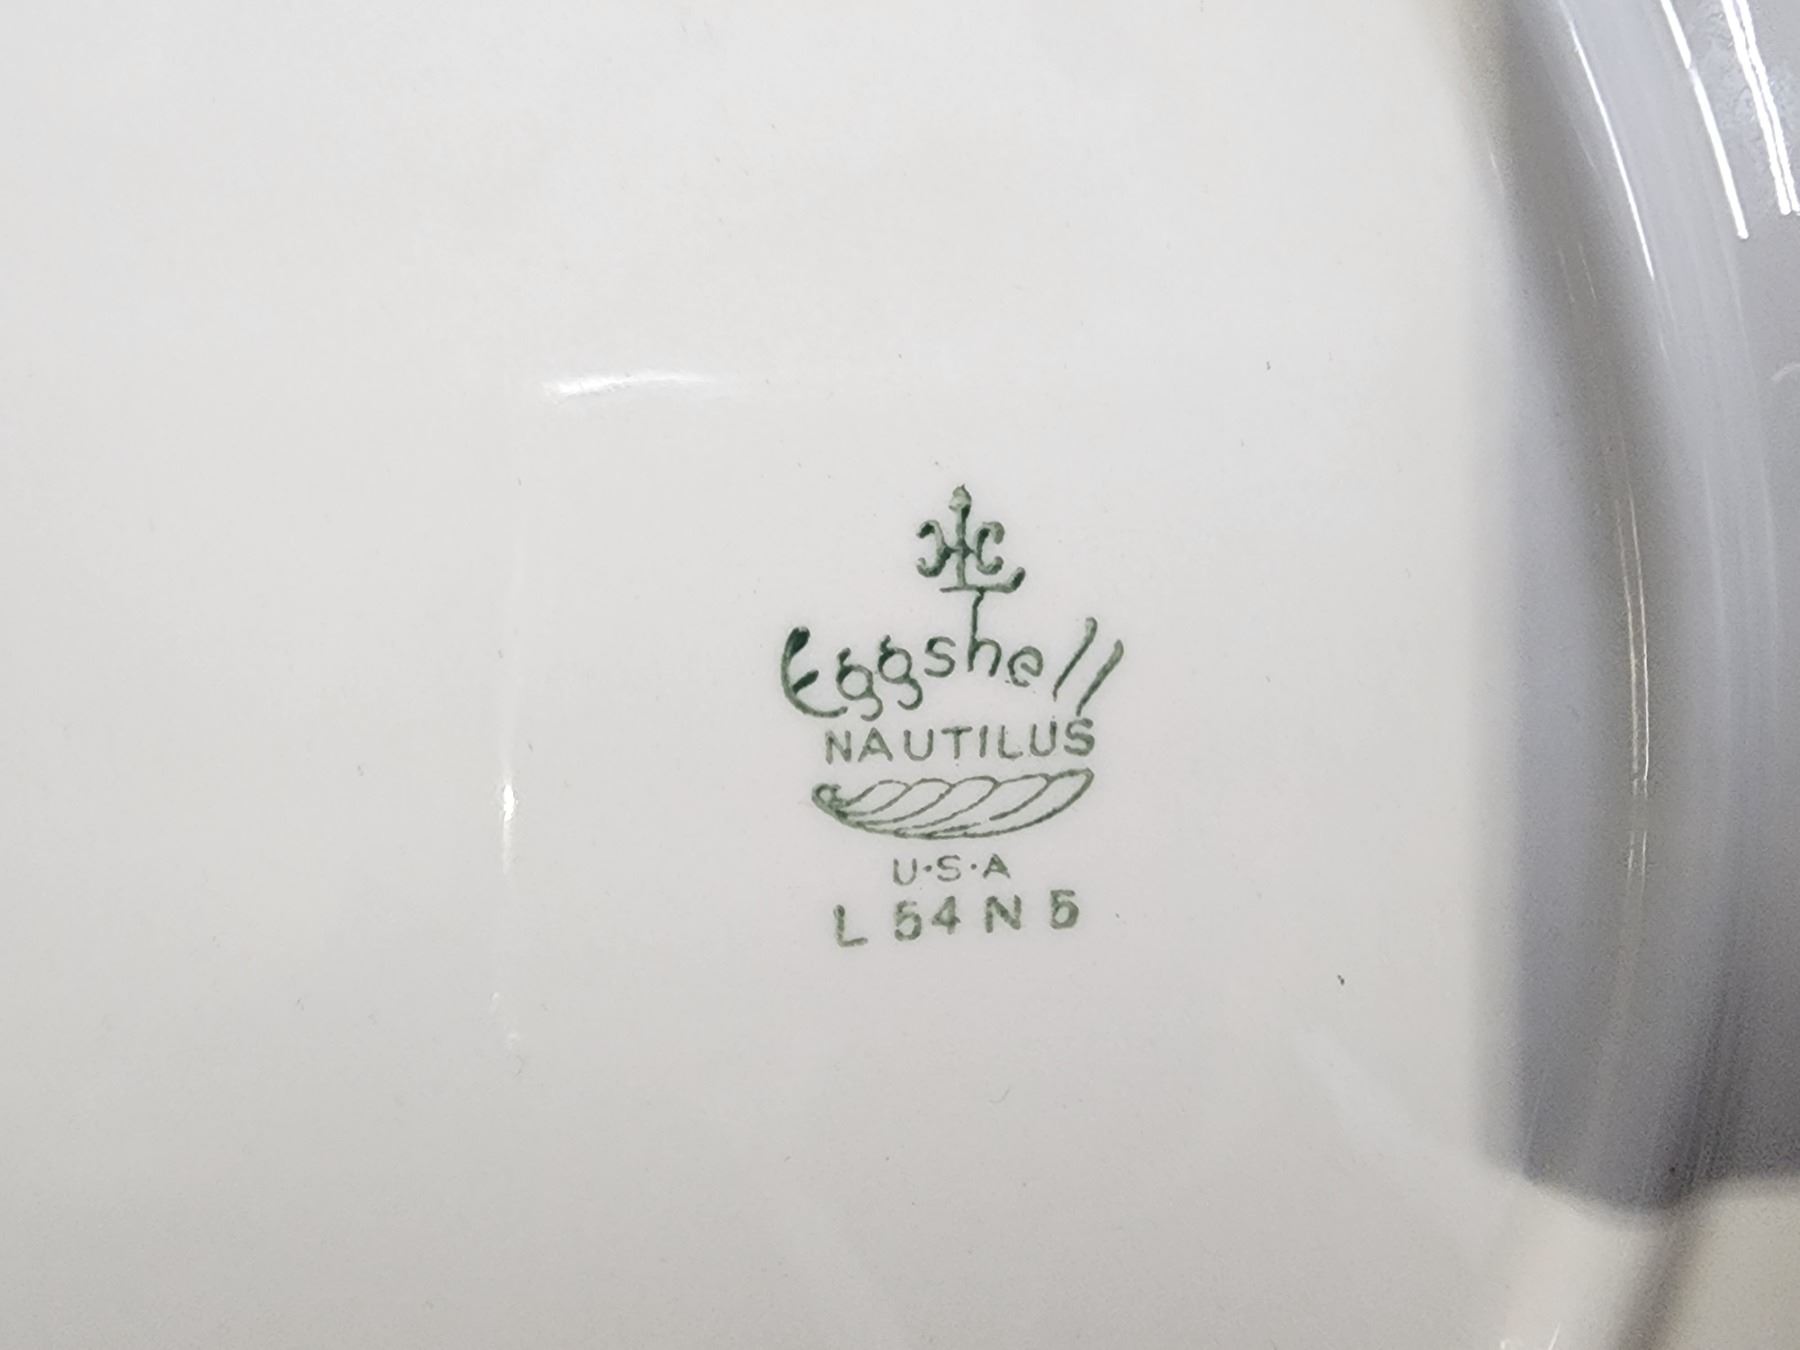 HLC
Eggshell
NAUTILUS
U·S·A
L 54 N 5